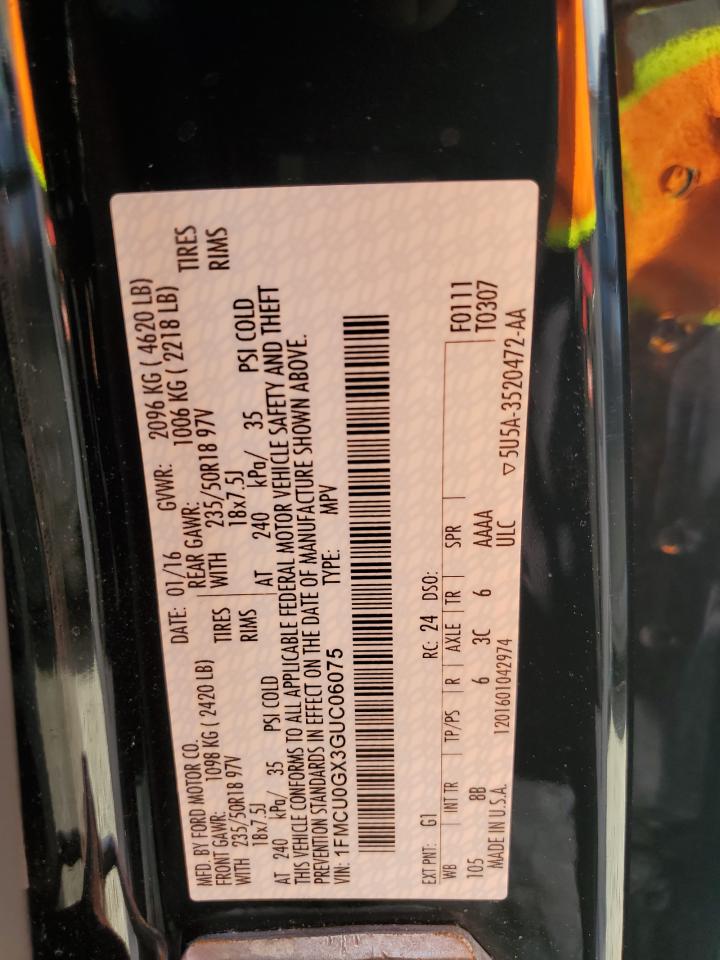 MFD. BY FORD MOTOR CO. DATE: 01/16 GVWR: 2096 KG ( 4620 LB)
FRONT GAWR: 1098 KG ( 2420 LB) REAR GAWR: 1006 KG ( 2218 LB)
WITH 235/50R18 97V TIRES WITH 235/50R18 97V TIRES
18x7.5J RIMS 18x7.5J RIMS
AT 240 kPa/ 35 PSI COLD AT 240 kPa/ 35 PSI COLD
THIS VEHICLE CONFORMS TO ALL APPLICABLE FEDERAL MOTOR VEHICLE SAFETY AND THEFT
PREVENTION STANDARDS IN EFFECT ON THE DATE OF MANUFACTURE SHOWN ABOVE.
VIN: 1FMCU0GX3GUC06075 TYPE: MPV
EXT PNT: G1 RC: 24 DSO: F0111
WB INT TR TP/PS R AXLE TR SPR T0307
105 8B 6 3C 6 AAAA
MADE IN U.S.A. 1201601042974 ULC ▽5U5A-3520472-AA